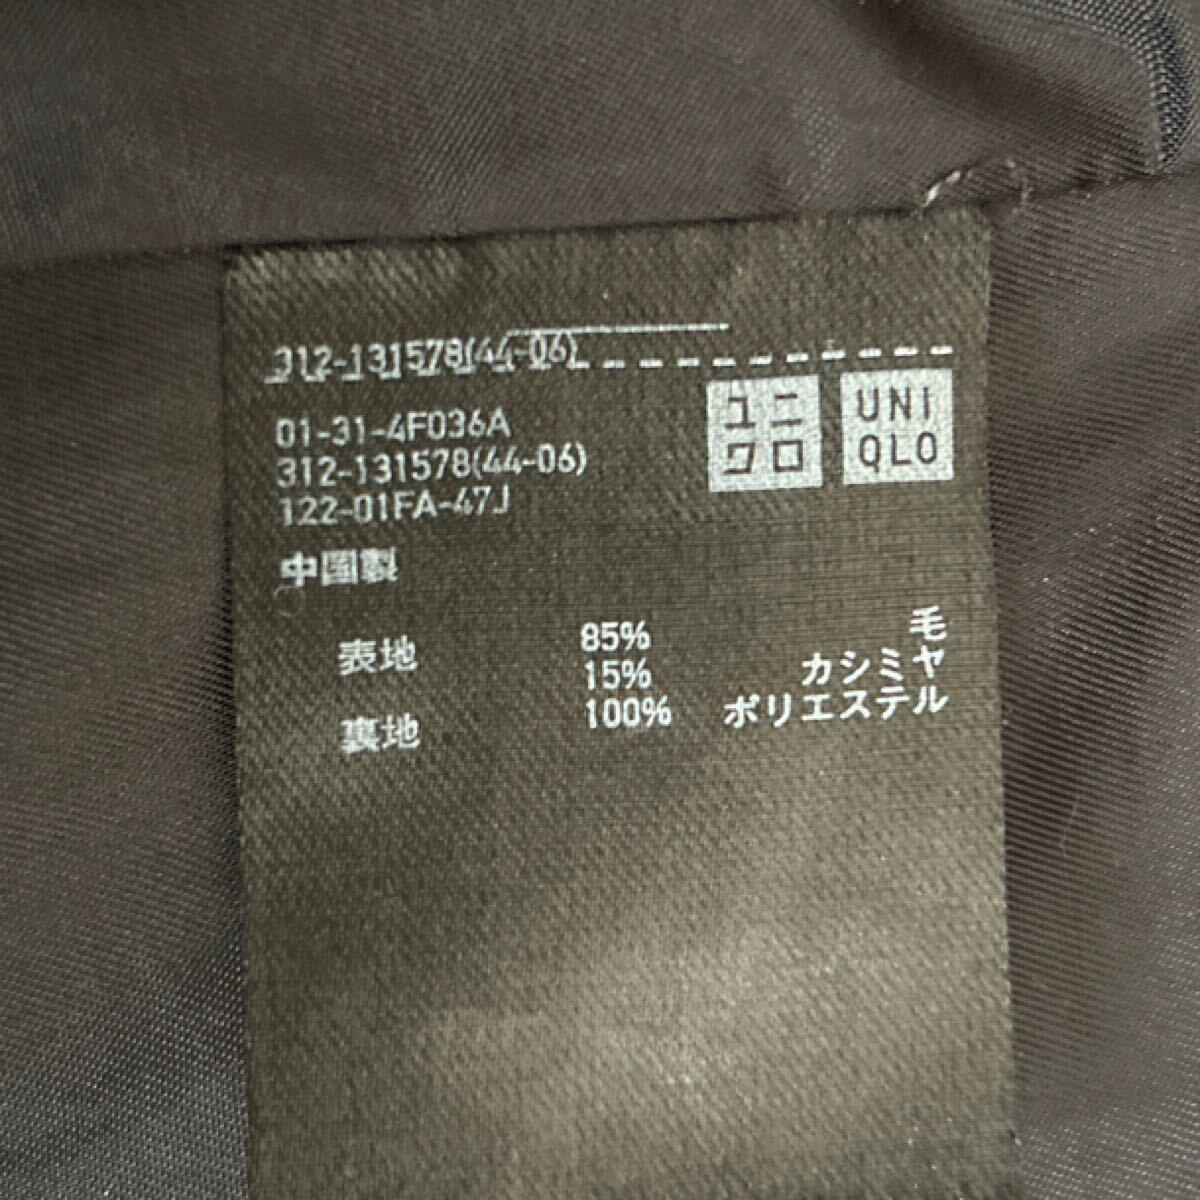 312-131578(44-06)
ユニ
クロ
UNI
QLO
01-31-4F036A
312-131578(44-06)
122-01FA-47J
中国製
表地 85% 毛
15% カシミヤ
裏地 100% ポリエステル